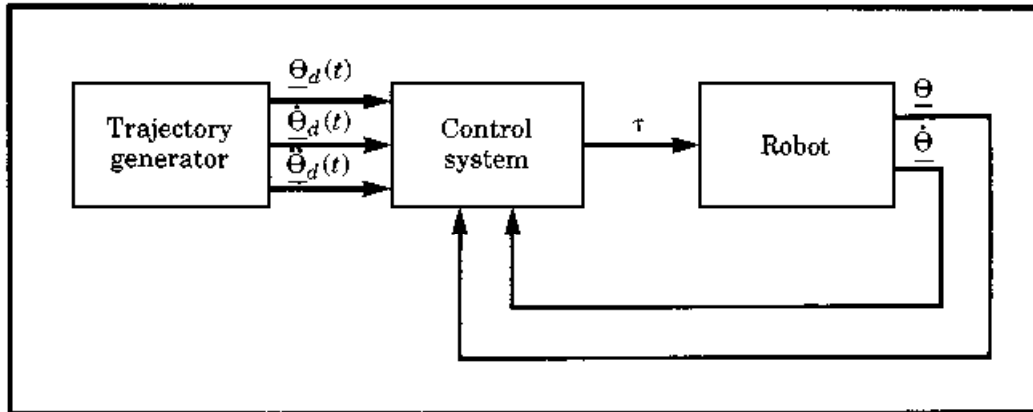 Trajectory
generator
Θ_d(t)
Θ̇_d(t)
Θ̈_d(t)
Control
system
τ
Robot
Θ
Θ̇